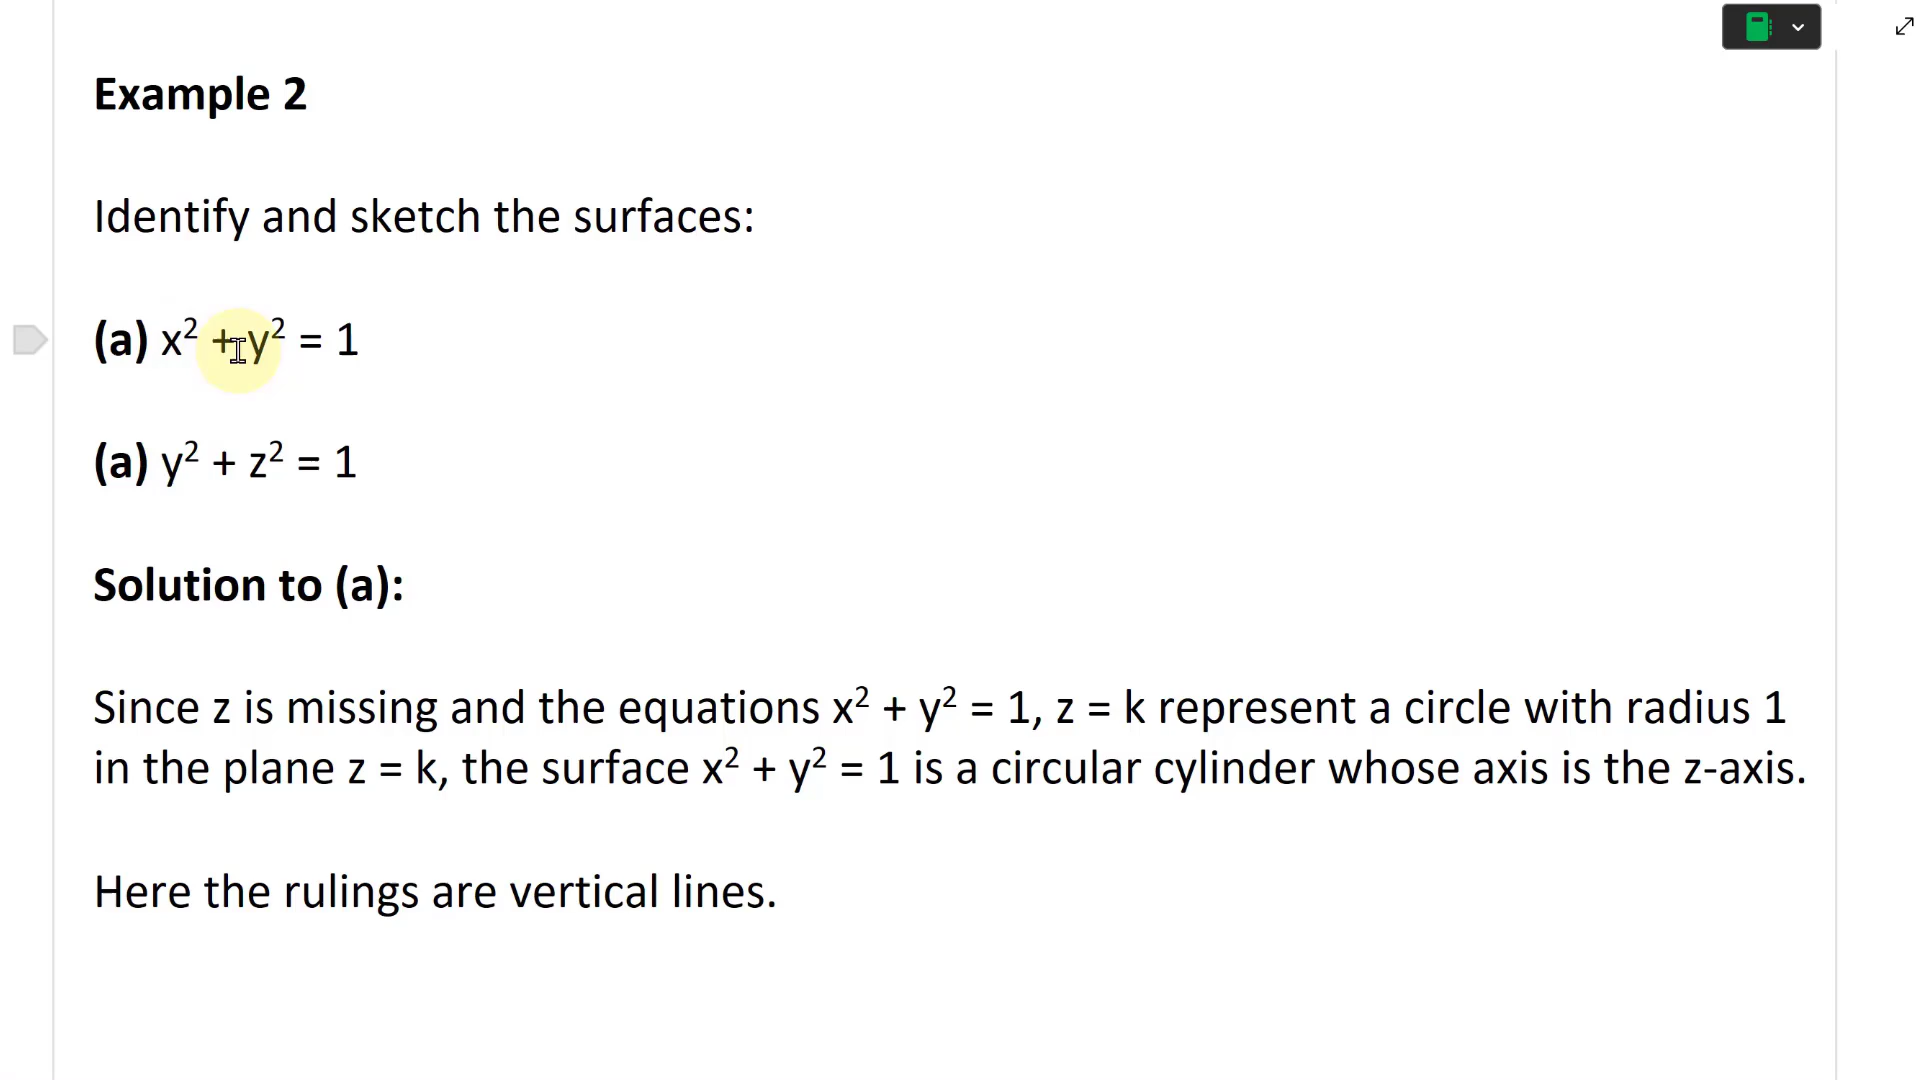 Example 2
Identify and sketch the surfaces:
(a) x² + y² = 1
(a) y² + z² = 1
Solution to (a):
Since z is missing and the equations x² + y² = 1, z = k represent a circle with radius 1
in the plane z = k, the surface x² + y² = 1 is a circular cylinder whose axis is the z-axis.
Here the rulings are vertical lines.